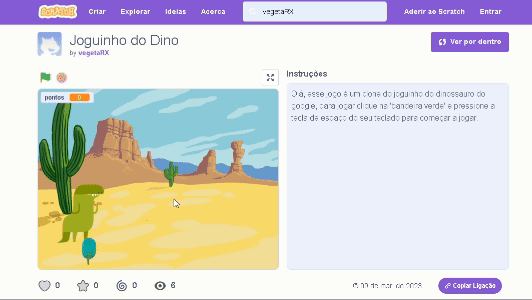 SCRATCH Criar Explorar Ideias Acerca vegetaRX Aderir ao Scratch Entrar
Joguinho do Dino
by vegetaRX
Ver por dentro
Instruções
pontos 0
Olá, esse jogo é um clone do joguinho do dinossauro do
google, para jogar clique na 'bandeira verde' e pressione a
tecla de espaço do seu teclado para começar a jogar.
0 0 0 6
de mar. de 2023
Copiar Ligação